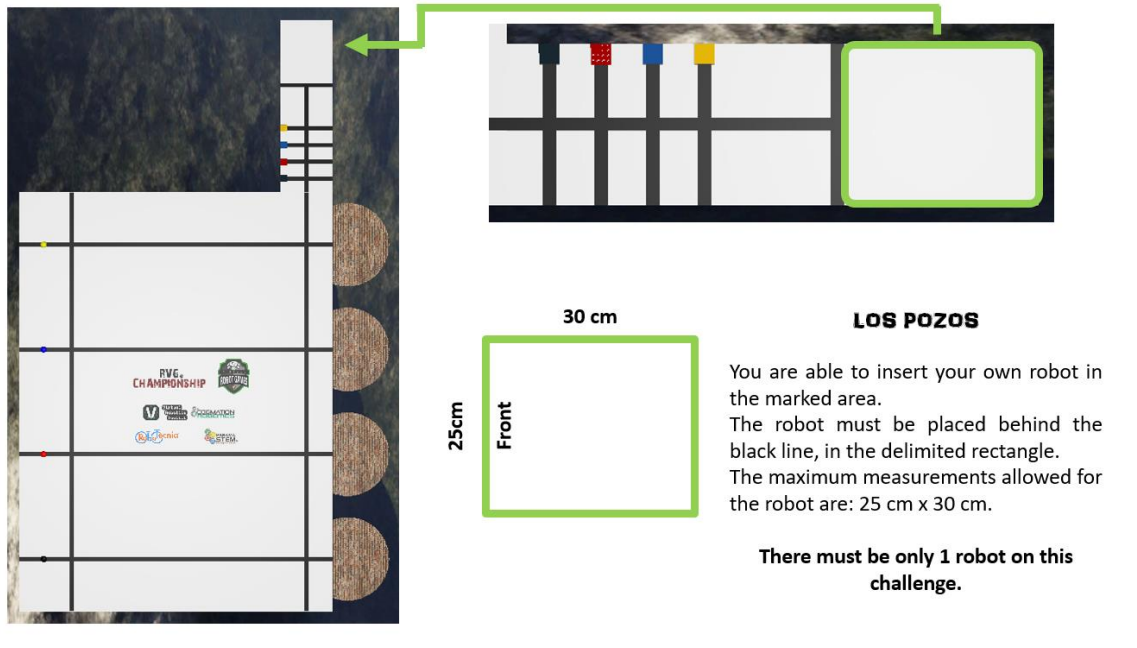 RVG.
CHAMPIONSHIP
30 cm
25cm
Front
LOS POZOS
You are able to insert your own robot in
the marked area.
The robot must be placed behind the
black line, in the delimited rectangle.
The maximum measurements allowed for
the robot are: 25 cm x 30 cm.
There must be only 1 robot on this
challenge.